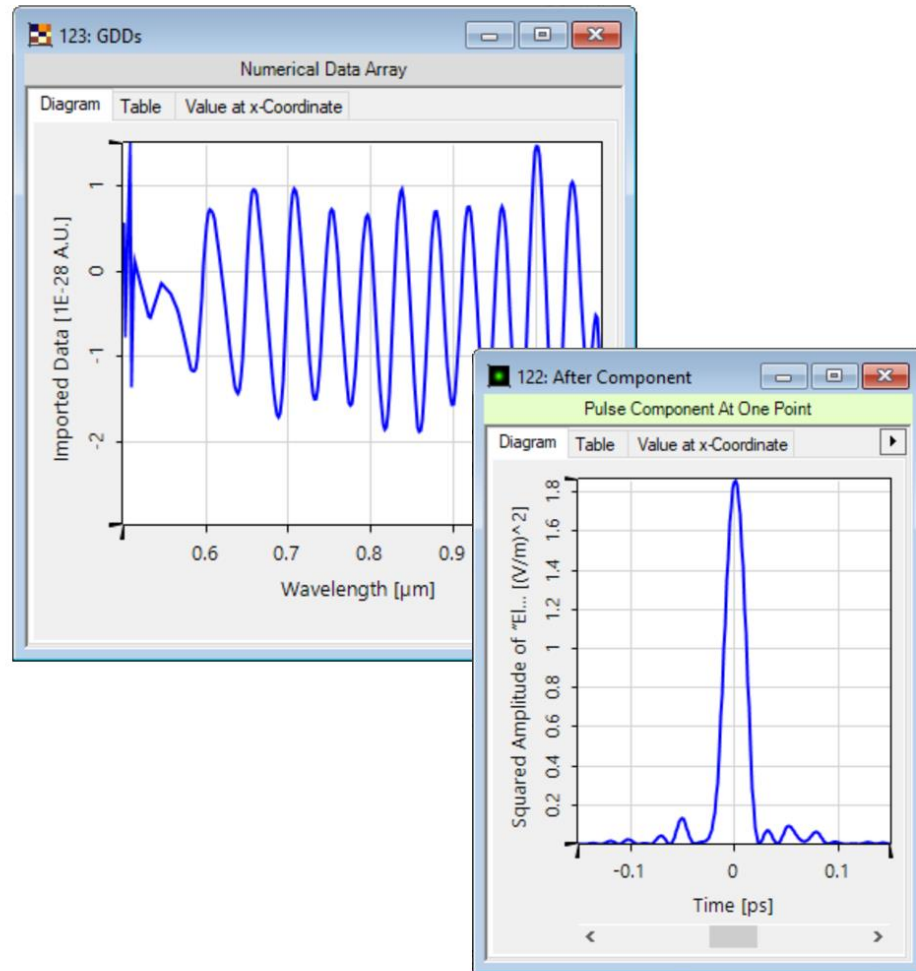 123: GDDs
Numerical Data Array
Diagram Table Value at x-Coordinate
Imported Data [1E-28 A.U.]
1
0
-1
-2
0.6 0.7 0.8 0.9
Wavelength [µm]
122: After Component
Pulse Component At One Point
Diagram Table Value at x-Coordinate
Squared Amplitude of "El... [(V/m)^2]
1.8
1.6
1.4
1.2
1
0.8
0.6
0.4
0.2
-0.1 0 0.1
Time [ps]